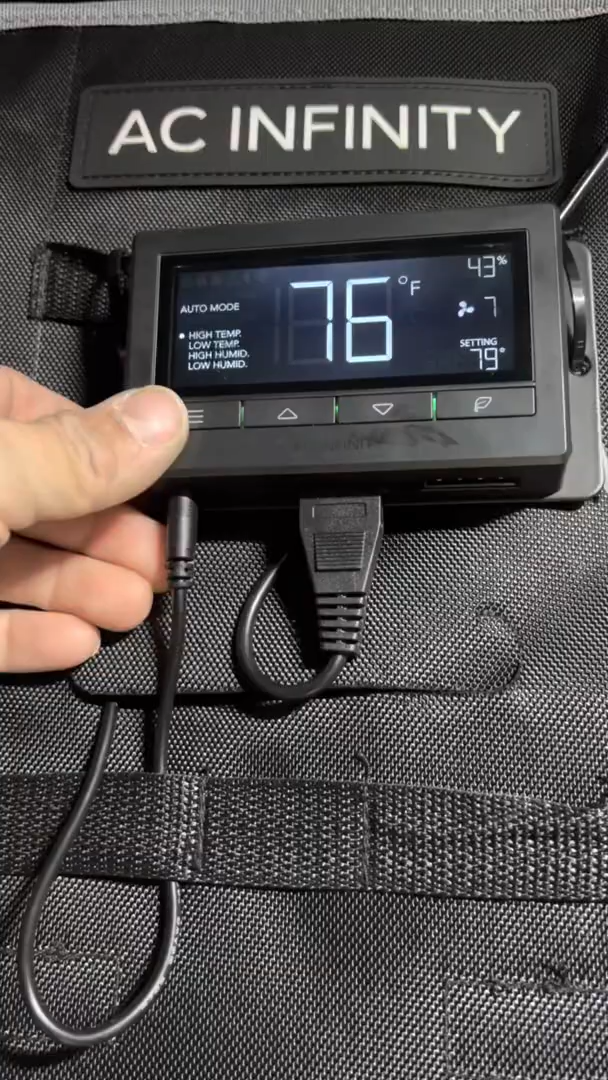 AC INFINITY
43%
76°F
AUTO MODE
7
HIGH TEMP.
LOW TEMP.
HIGH HUMID.
LOW HUMID.
SETTING
79°